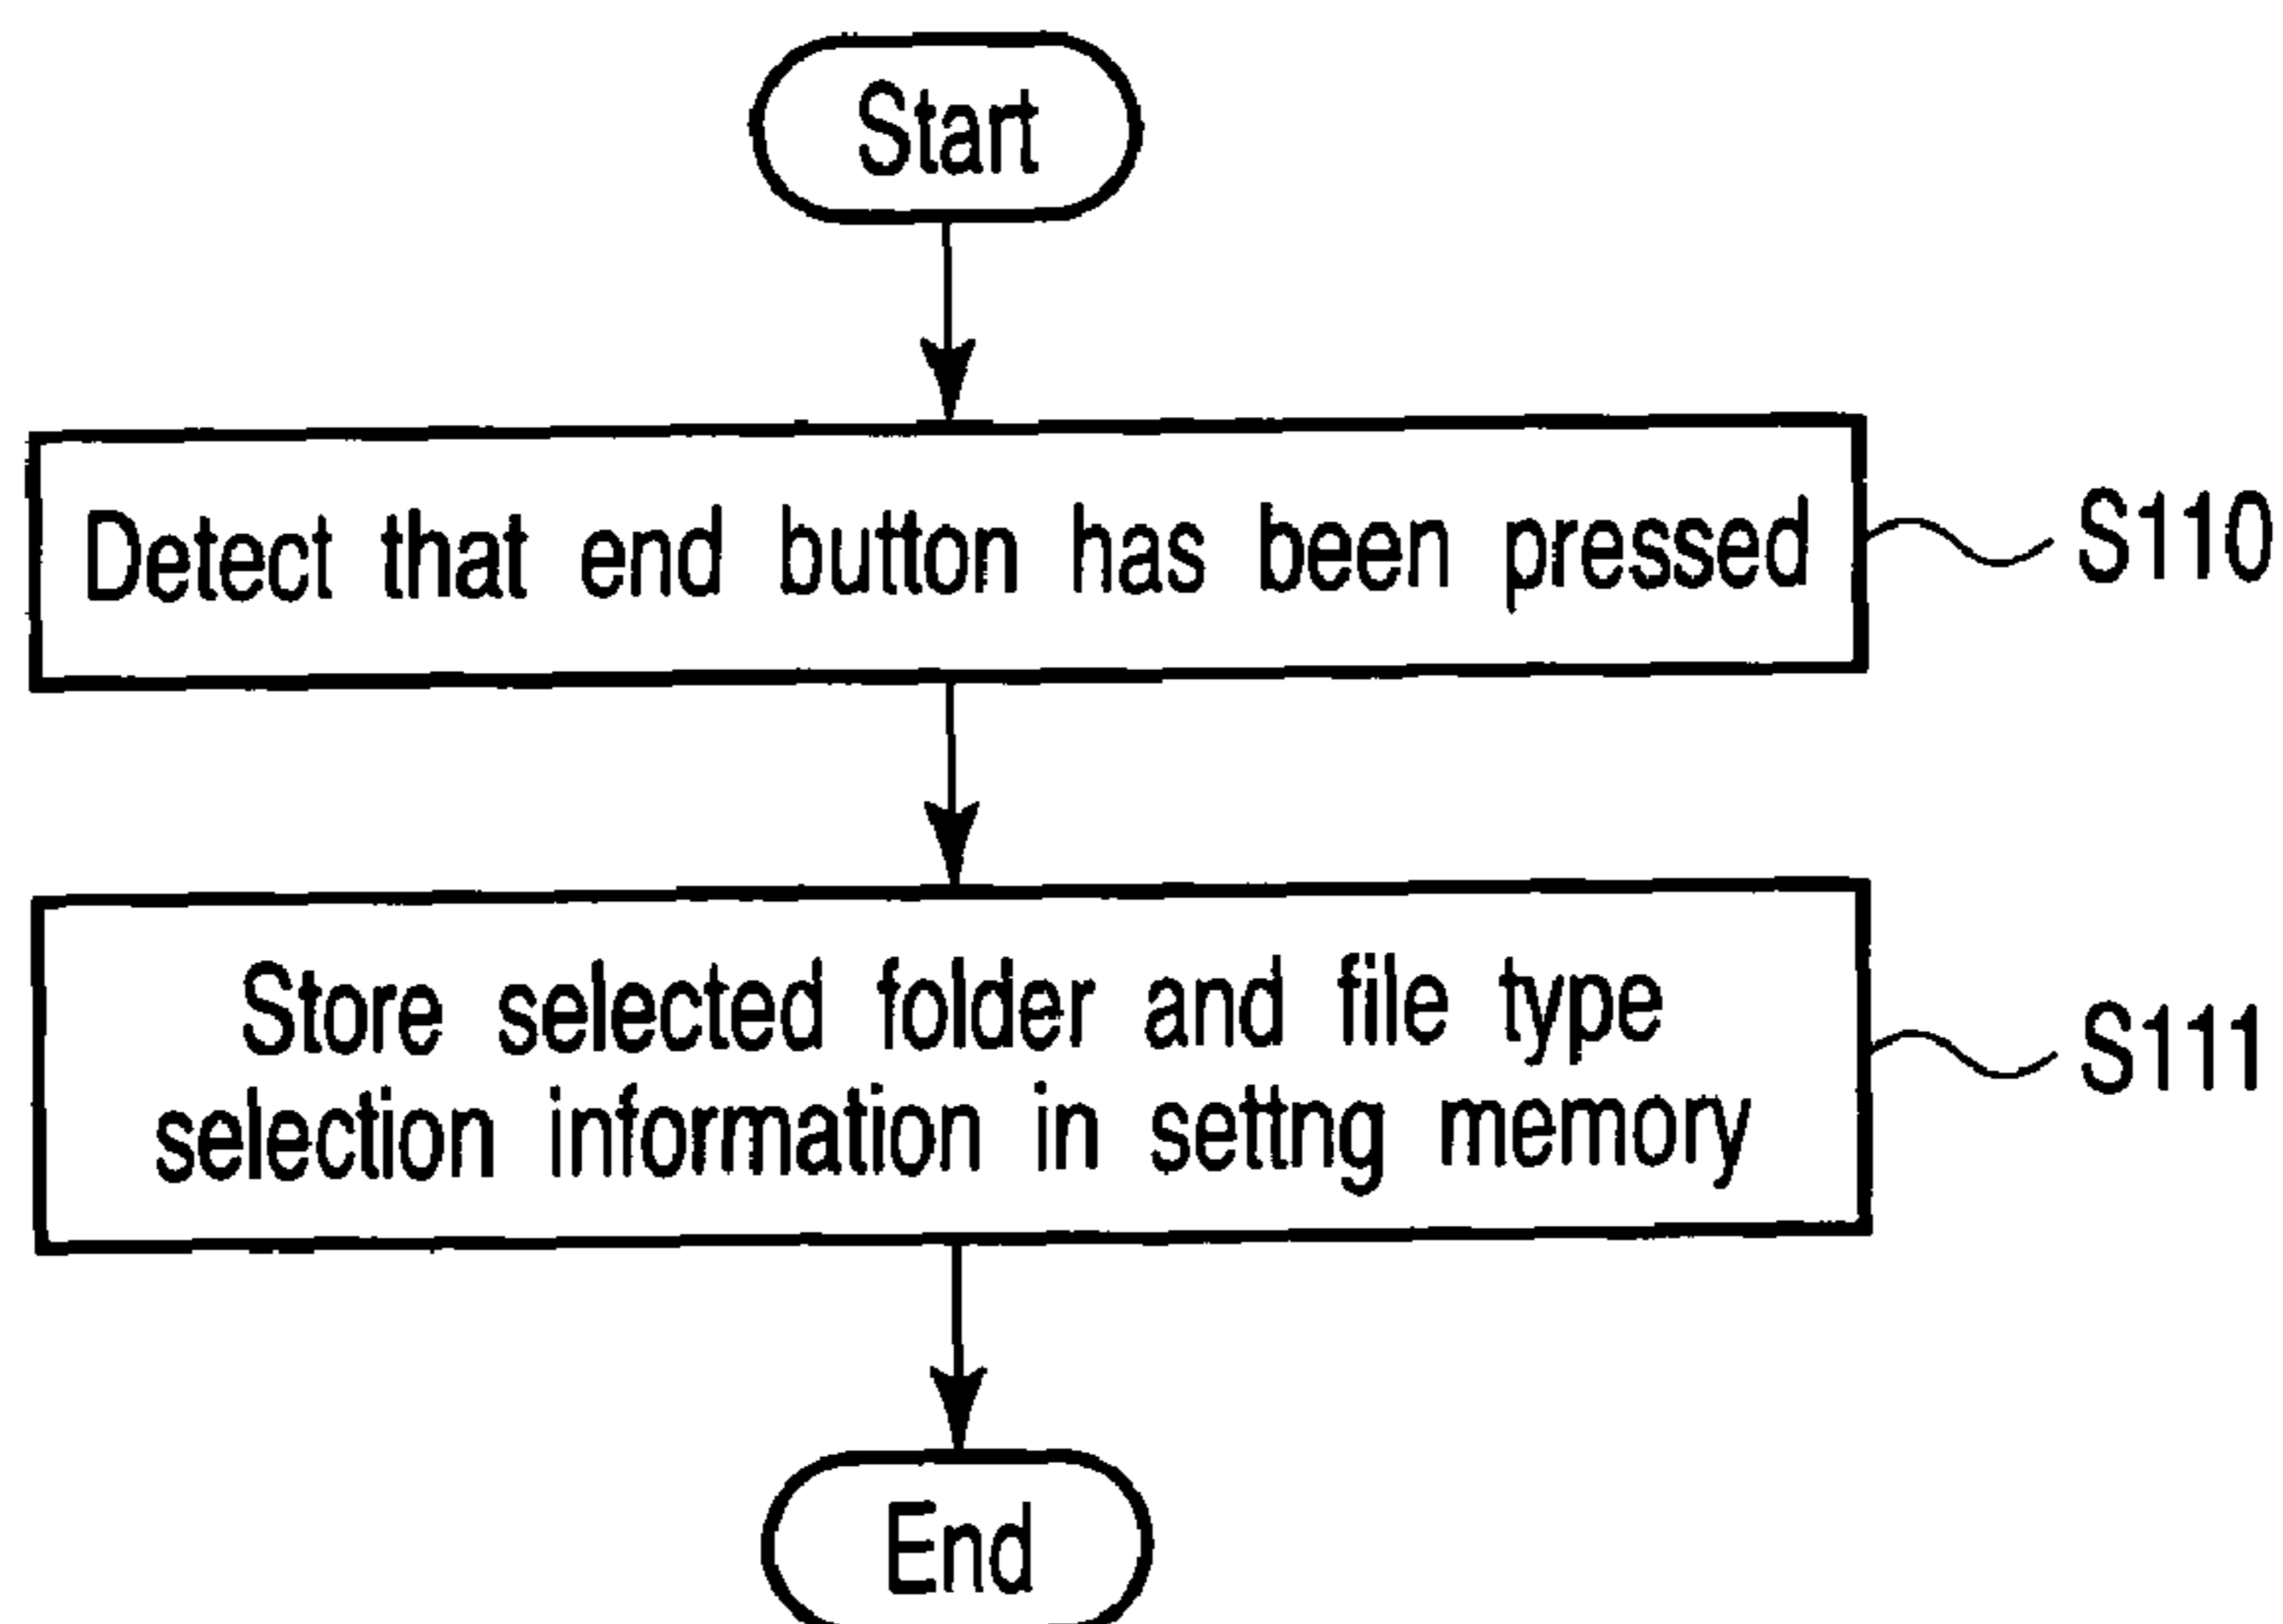 Start
Detect that end button has been pressed
S110
Store selected folder and file type
selection information in settng memory
S111
End